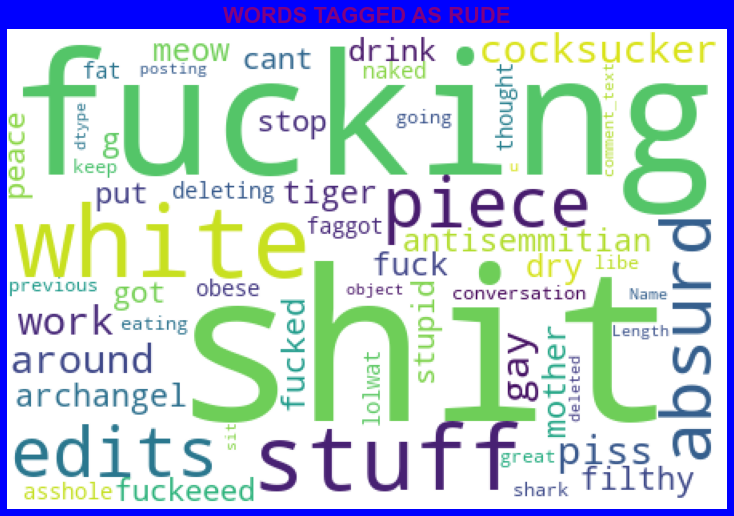 WORDS TAGGED AS RUDE
fucking
shit
white
piece
stuff
absurd
edits
meow
cant
drink
cocksucker
fat
posting
naked
thought
comment_text
peace
dtype
g
stop
going
keep
u
put
deleting
tiger
faggot
antisemmitian
previous
got
obese
fuck
dry
libe
object
conversation
Name
work
eating
Length
around
fucked
lolwat
stupid
gay
mother
deleted
archangel
sit
great
piss
filthy
asshole
fuckeeed
shark